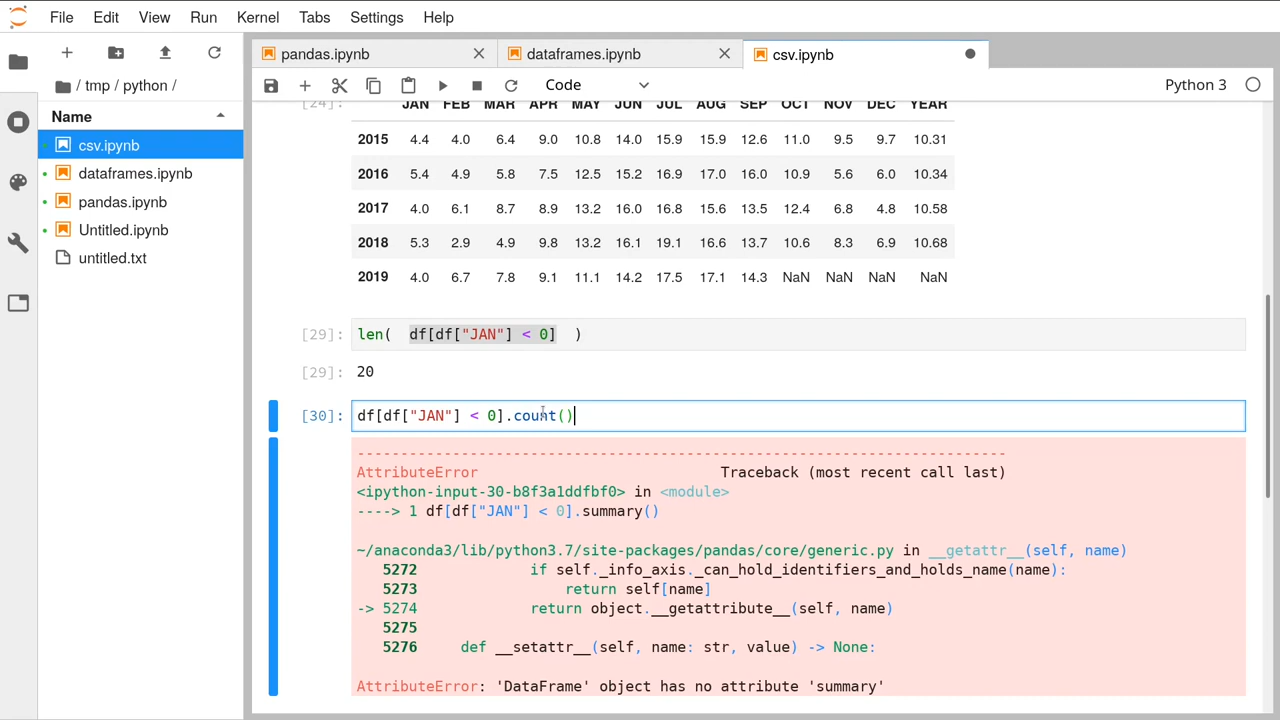 File Edit View Run Kernel Tabs Settings Help
pandas.ipynb dataframes.ipynb csv.ipynb
/ tmp / python /
Code Python 3
Name
csv.ipynb
dataframes.ipynb
pandas.ipynb
Untitled.ipynb
untitled.txt
[24]: JAN FEB MAR APR MAY JUN JUL AUG SEP OCT NOV DEC YEAR
2015 4.4 4.0 6.4 9.0 10.8 14.0 15.9 15.9 12.6 11.0 9.5 9.7 10.31
2016 5.4 4.9 5.8 7.5 12.5 15.2 16.9 17.0 16.0 10.9 5.6 6.0 10.34
2017 4.0 6.1 8.7 8.9 13.2 16.0 16.8 15.6 13.5 12.4 6.8 4.8 10.58
2018 5.3 2.9 4.9 9.8 13.2 16.1 19.1 16.6 13.7 10.6 8.3 6.9 10.68
2019 4.0 6.7 7.8 9.1 11.1 14.2 17.5 17.1 14.3 NaN NaN NaN NaN
[29]: len( df[df["JAN"] < 0] )
[29]: 20
[30]: df[df["JAN"] < 0].count()
---------------------------------------------------------------------------
AttributeError Traceback (most recent call last)
<ipython-input-30-b8f3a1ddfbf0> in <module>
----> 1 df[df["JAN"] < 0].summary()
~/anaconda3/lib/python3.7/site-packages/pandas/core/generic.py in __getattr__(self, name)
5272 if self._info_axis._can_hold_identifiers_and_holds_name(name):
5273 return self[name]
-> 5274 return object.__getattribute__(self, name)
5275
5276 def __setattr__(self, name: str, value) -> None:
AttributeError: 'DataFrame' object has no attribute 'summary'